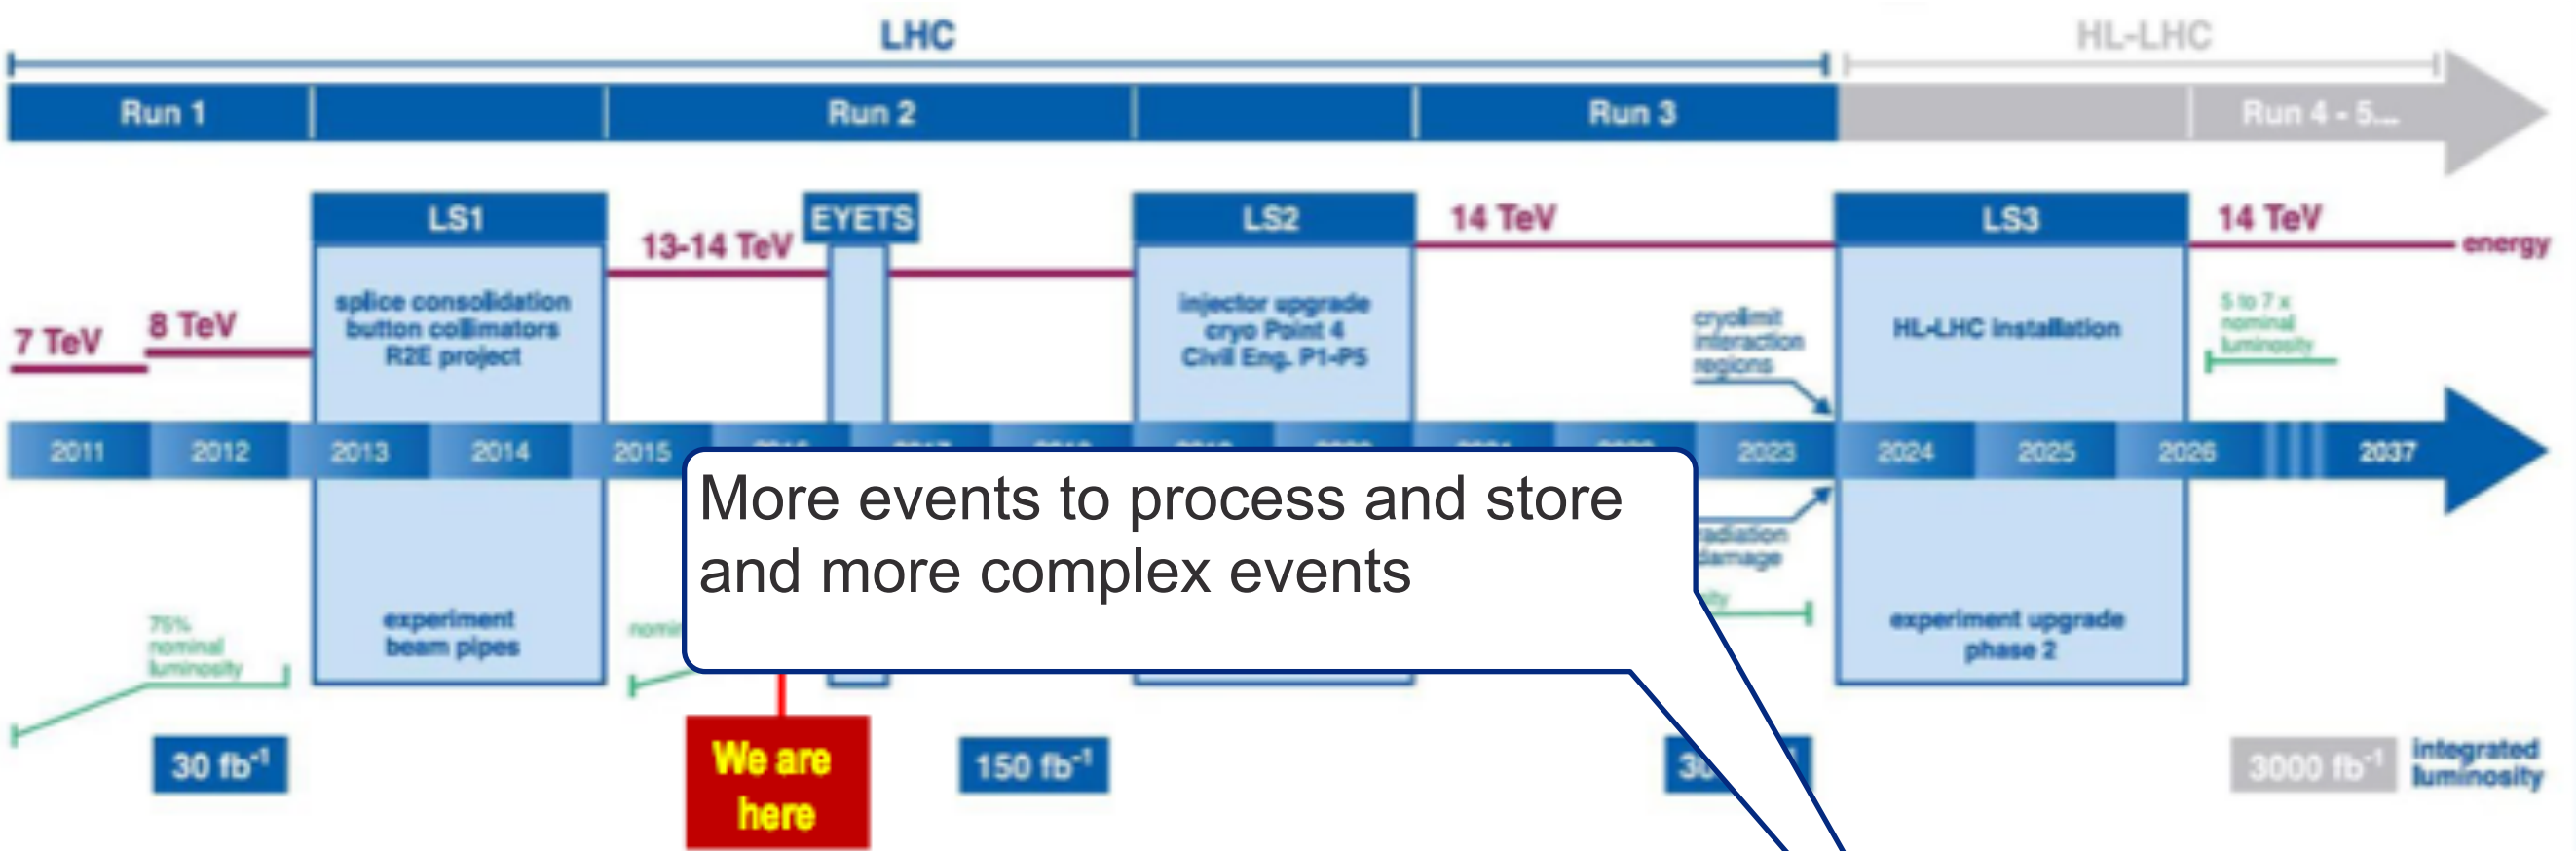 LHC
HL-LHC
Run 1
Run 2
Run 3
Run 4 - 5...
LS1
EYETS
LS2
14 TeV
LS3
14 TeV
13-14 TeV
energy
splice consolidation
button collimators
R2E project
injector upgrade
cryo Point 4
Civil Eng. P1-P5
cryolimit
interaction
regions
HL-LHC installation
5 to 7 x
nominal
luminosity
7 TeV
8 TeV
2011
2012
2013
2014
2015
2023
2024
2025
2026
2037
More events to process and store
and more complex events
radiation
damage
75%
nominal
luminosity
experiment
beam pipes
experiment upgrade
phase 2
30 fb⁻¹
We are
here
150 fb⁻¹
3000 fb⁻¹
integrated
luminosity